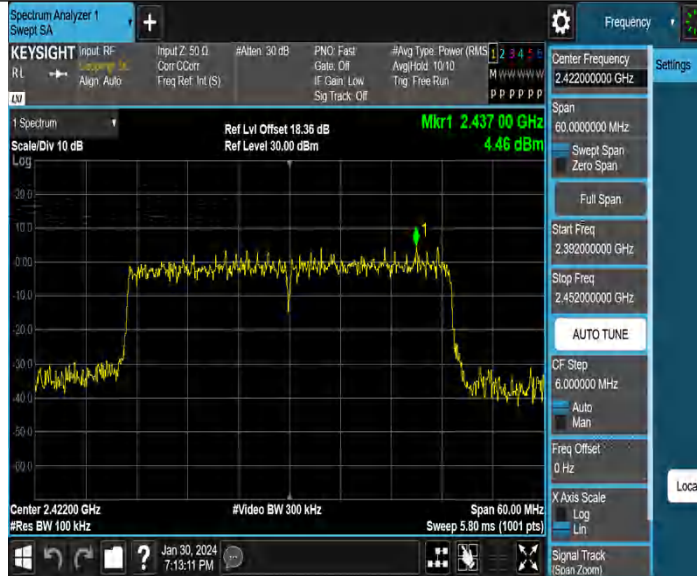 Spectrum Analyzer 1
Swept SA
+
Frequency
KEYSIGHT
RL
Input: RF
Align: Auto
Input Z: 50 Ω
Corr CCorr
Freq Ref: Int (S)
#Atten: 30 dB
PNO: Fast
Gate: Off
IF Gain: Low
Sig Track: Off
#Avg Type: Power (RMS
Avg|Hold: 10/10
Trig: Free Run
1 2 3 4 5 6
M W W W W W
P P P P P P
1 Spectrum
Scale/Div 10 dB
Ref Lvl Offset 18.36 dB
Ref Level 30.00 dBm
Mkr1 2.437 00 GHz
4.46 dBm
Log
20.0
10.0
0.00
-10.0
-20.0
-30.0
-40.0
-50.0
-60.0
1
Center 2.42200 GHz
#Res BW 100 kHz
#Video BW 300 kHz
Span 60.00 MHz
Sweep 5.80 ms (1001 pts)
Jan 30, 2024
7:13:11 PM
?
Center Frequency
2.422000000 GHz
Settings
Span
60.0000000 MHz
Swept Span
Zero Span
Full Span
Start Freq
2.392000000 GHz
Stop Freq
2.452000000 GHz
AUTO TUNE
CF Step
6.000000 MHz
Auto
Man
Freq Offset
0 Hz
X Axis Scale
Log
Lin
Loca
Signal Track
(Span Zoom)